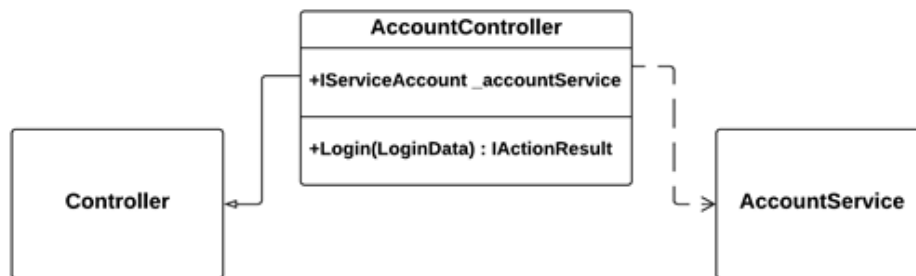 AccountController
+IServiceAccount _accountService
+Login(LoginData) : IActionResult
Controller
AccountService